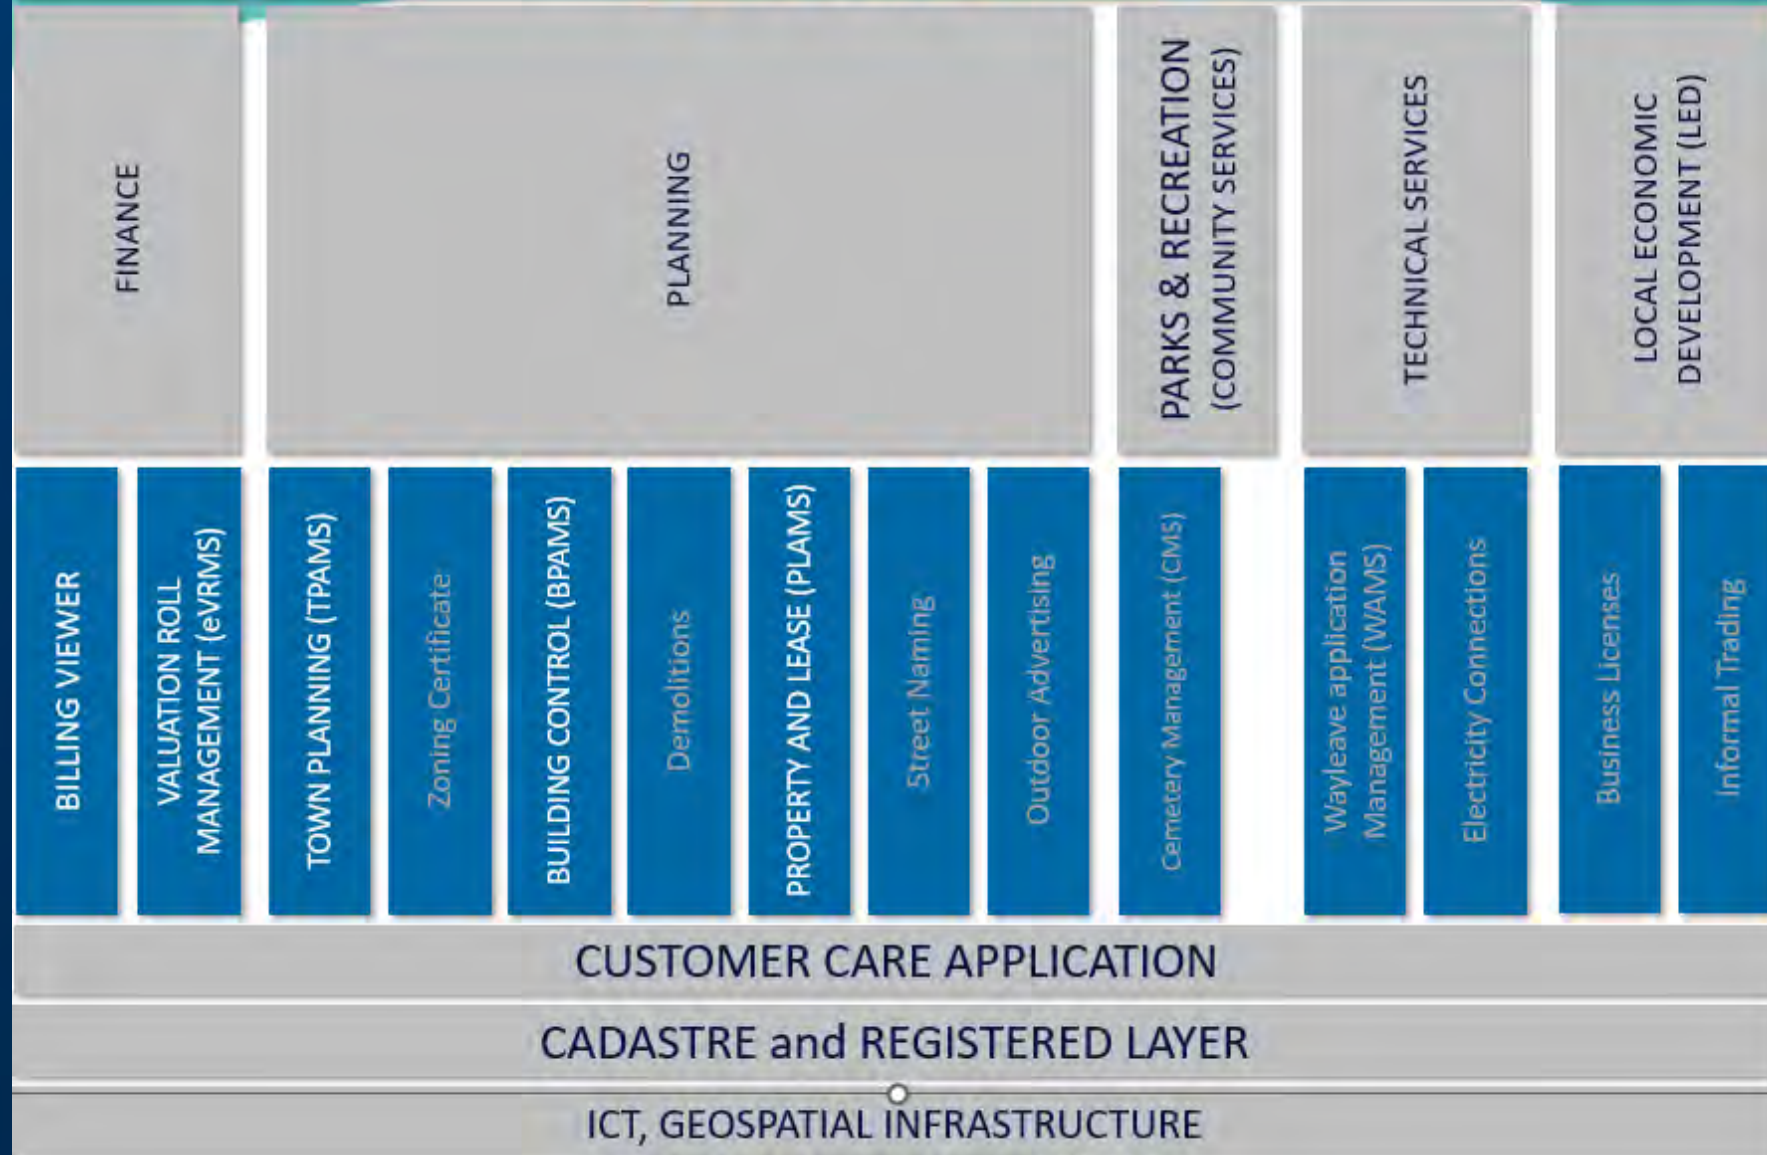 FINANCE
PLANNING
PARKS & RECREATION
(COMMUNITY SERVICES)
TECHNICAL SERVICES
LOCAL ECONOMIC
DEVELOPMENT (LED)
BILLING VIEWER
VALUATION ROLL
MANAGEMENT (eVRMS)
TOWN PLANNING (TPAMS)
Zoning Certificate
BUILDING CONTROL (BPAMS)
Demolitions
PROPERTY AND LEASE (PLAMS)
Street Naming
Outdoor Advertising
Cemetery Management (CMS)
Wayleave application
Management (WAMS)
Electricity Connections
Business Licenses
Informal Trading
CUSTOMER CARE APPLICATION
CADASTRE and REGISTERED LAYER
ICT, GEOSPATIAL INFRASTRUCTURE